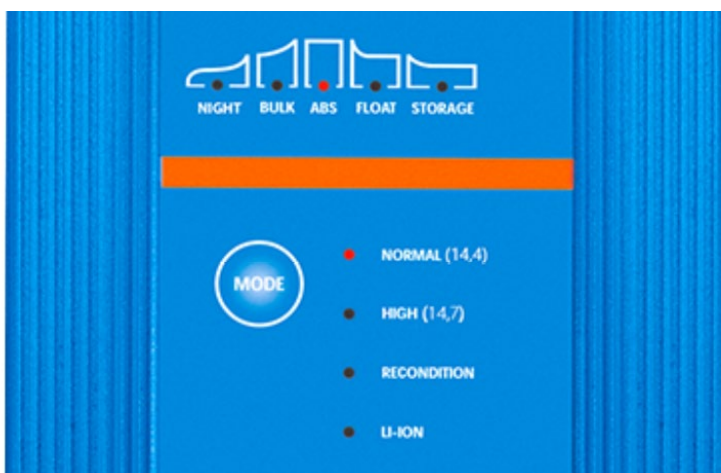 NIGHT BULK ABS FLOAT STORAGE
MODE
NORMAL (14,4)
HIGH (14,7)
RECONDITION
LI-ION